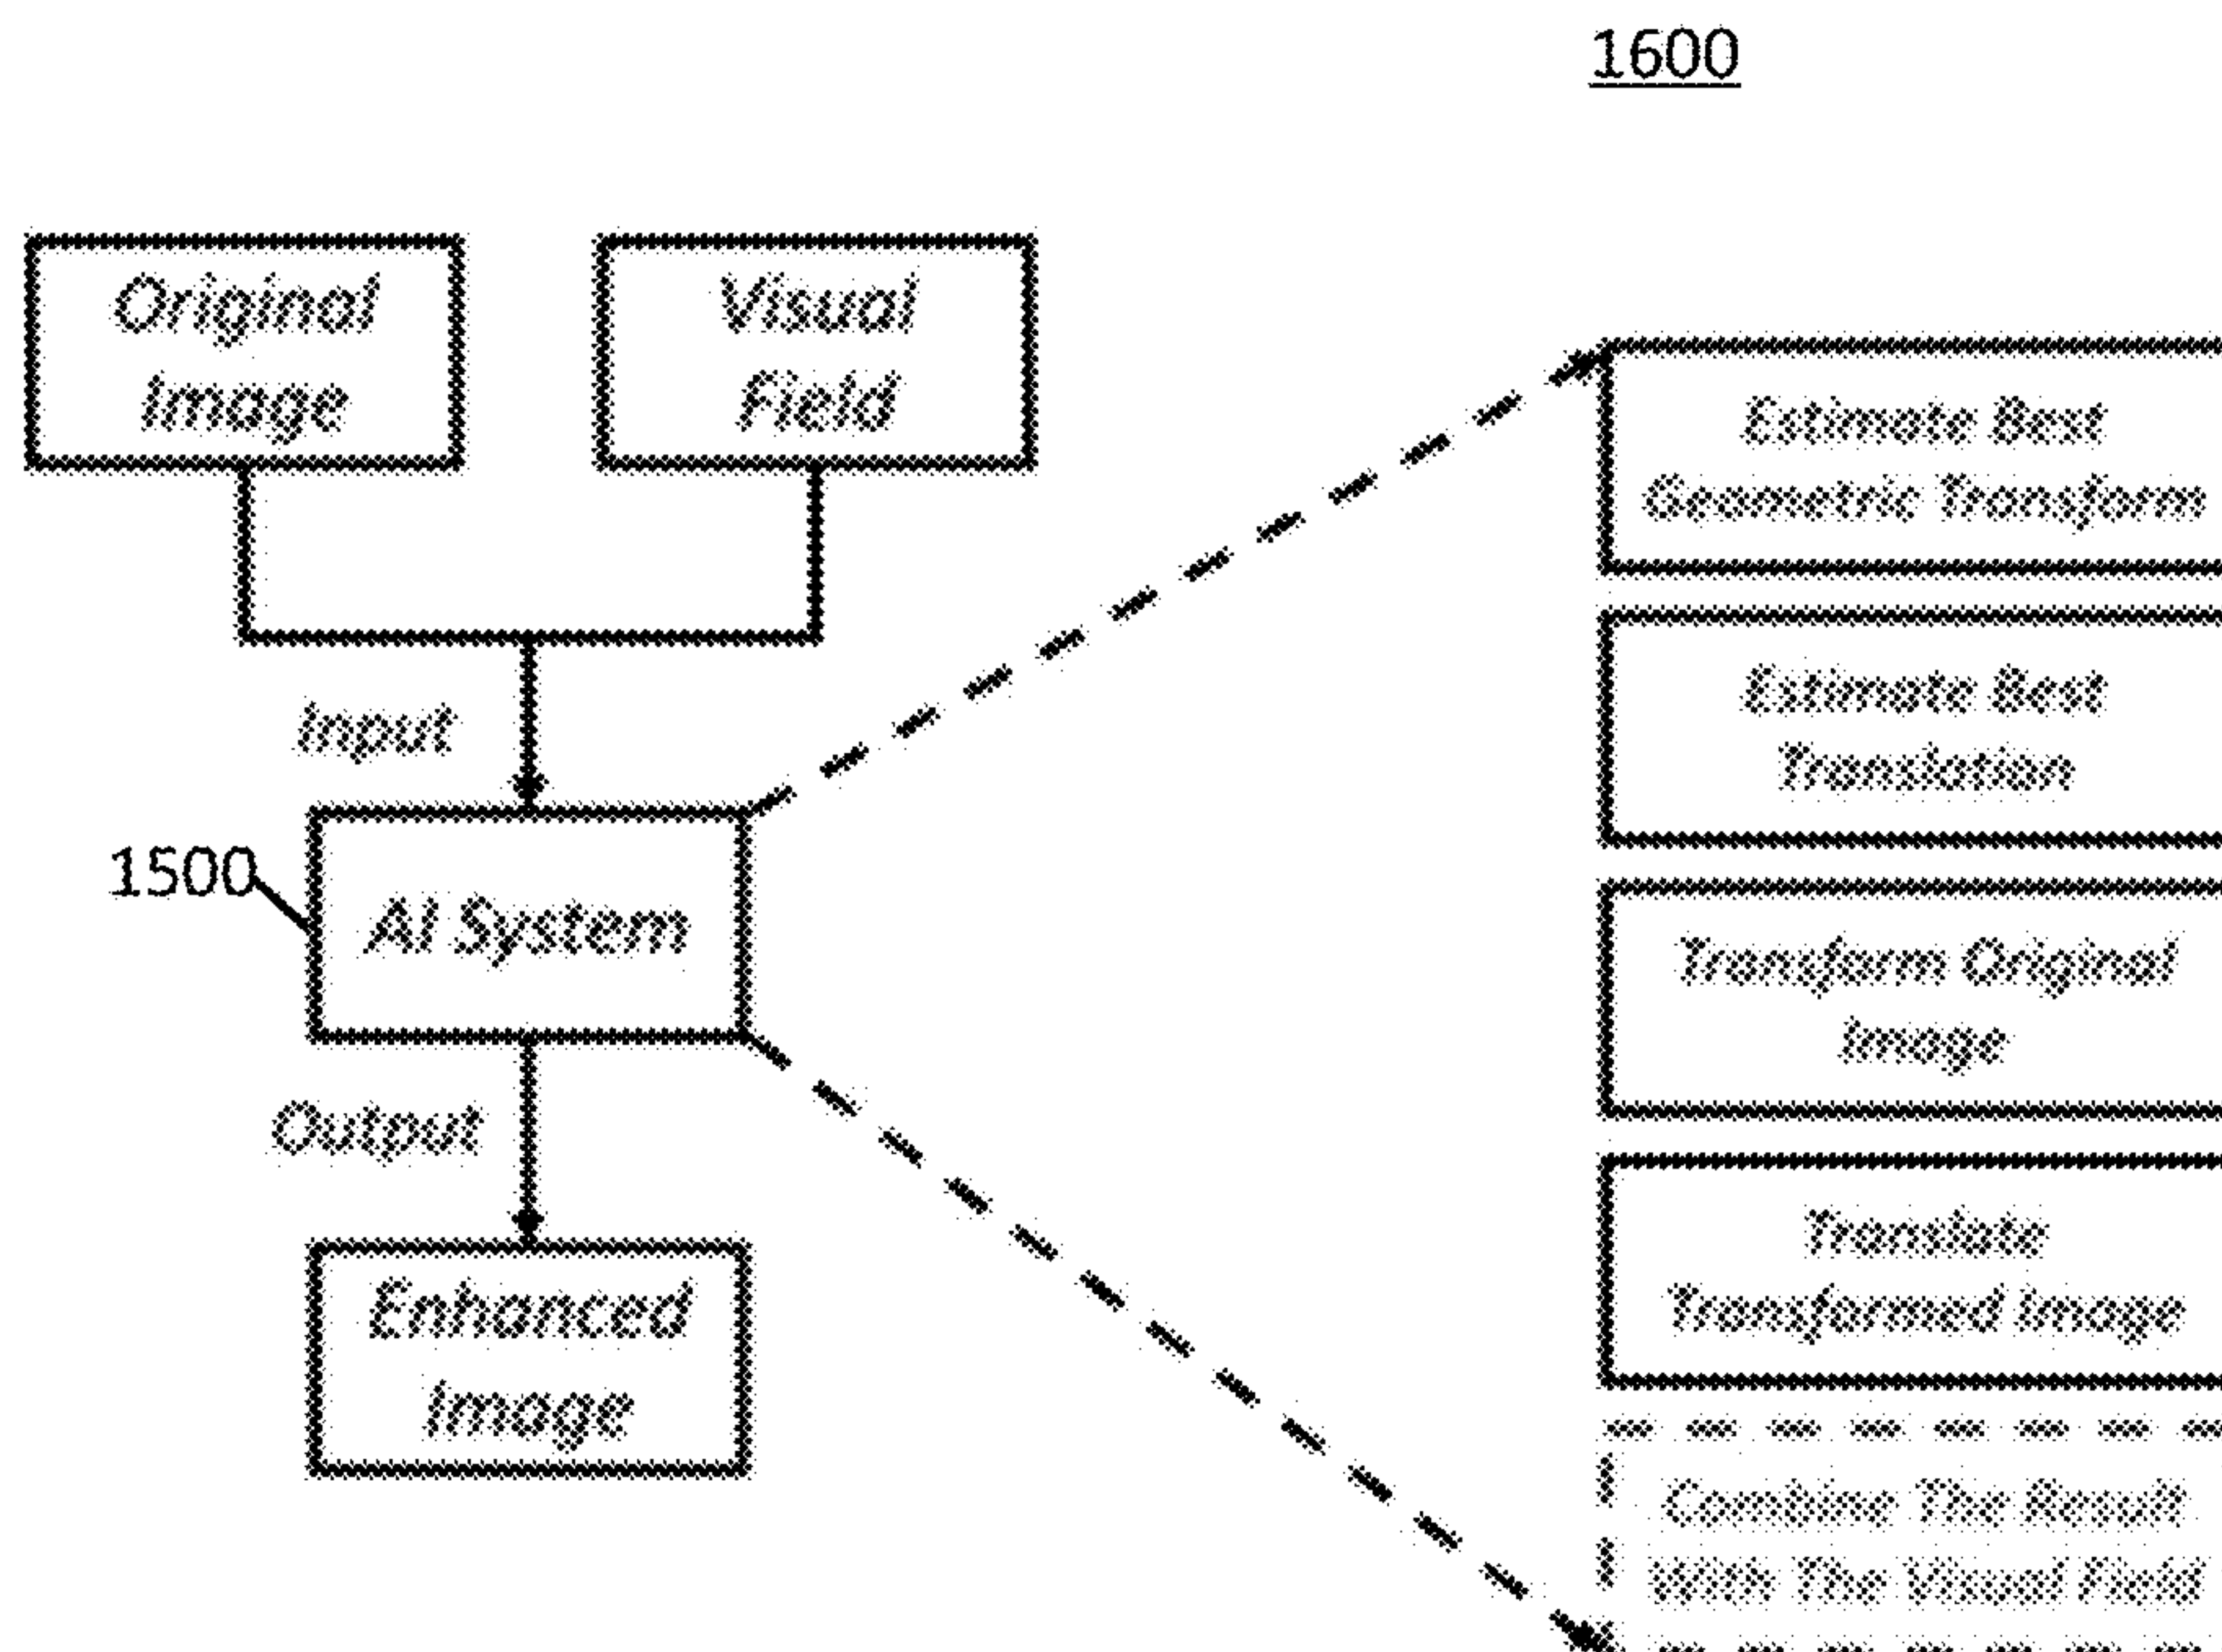 1600
Original
Image
Visual
Field
Input
1500
AI System
Output
Enhanced
Image
Estimate Best
Geometric Transform
Estimate Best
Translation
Transform Original
Image
Translate
Transformed Image
Combine The Result
With The Visual Field